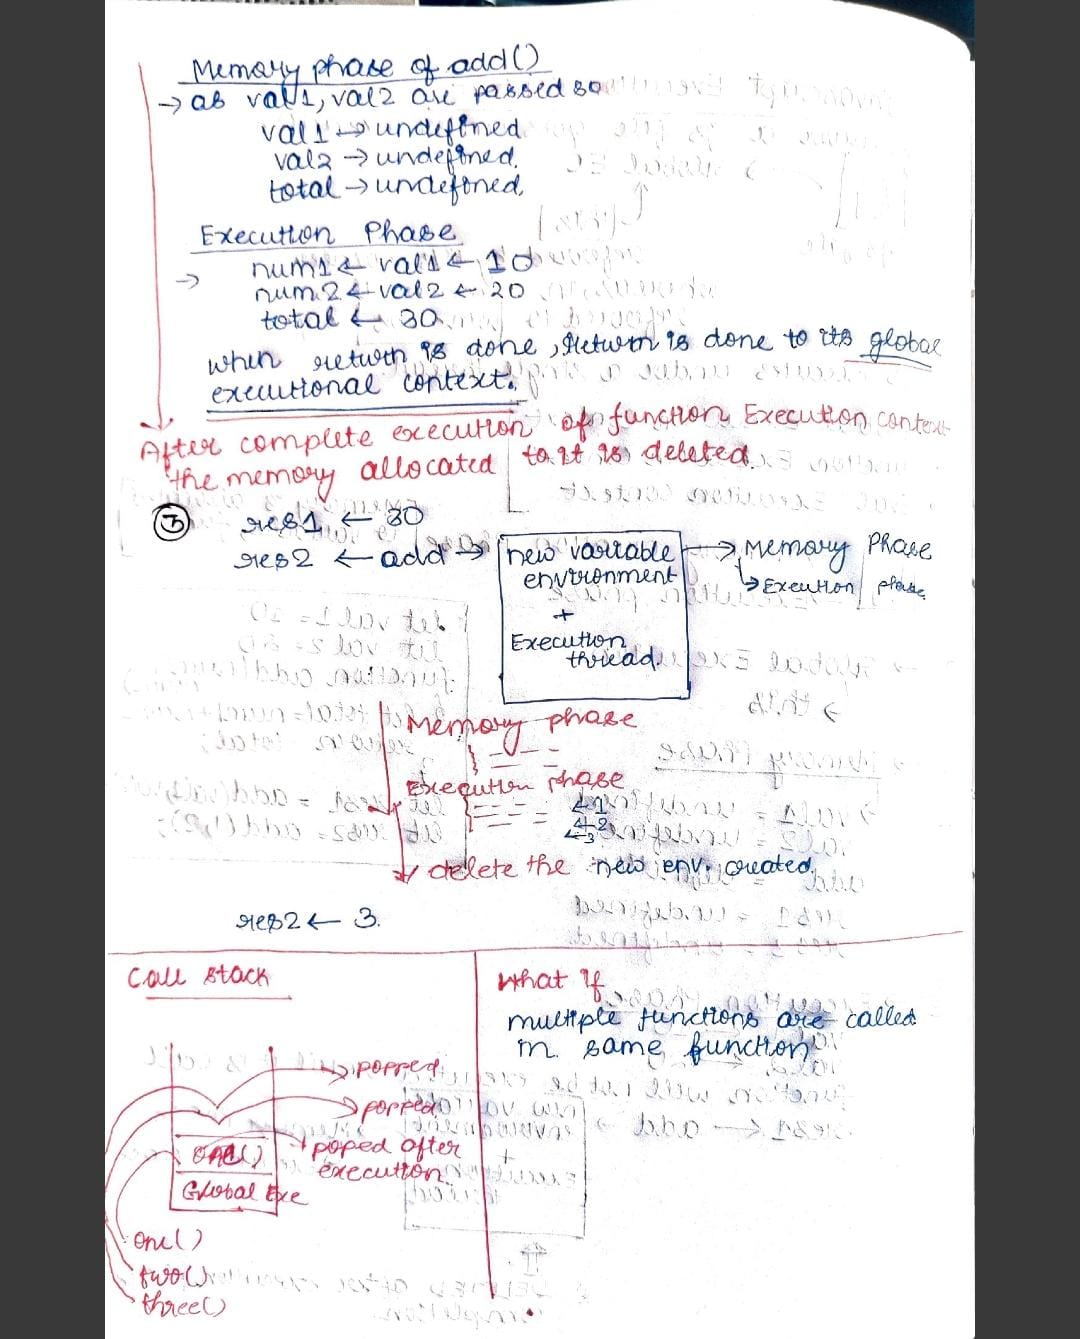 Memory phase of add()
→ as val1, val2 are passed so
val1 → undefined
val2 → undefined.
total → undefined.
Execution Phase
→ num1 ← val1 ← 10
num2 ← val2 ← 20
total ← 30
when return is done, return is done to its global
executional context.
After complete execution of function Execution context
the memory allocated to it is deleted.
③ res1 ← 30
res2 ← add → new variable → Memory Phase
environment ↳ Execution phase
+
Execution
thread.
Memory phase
Execution phase
← 1
← 2
← 3
delete the new env. created.
res2 ← 3.
Call stack
popped
popped
one() poped after
execution.
Global Exe
one()
two()
three()
What if
multiple functions are called
in same function